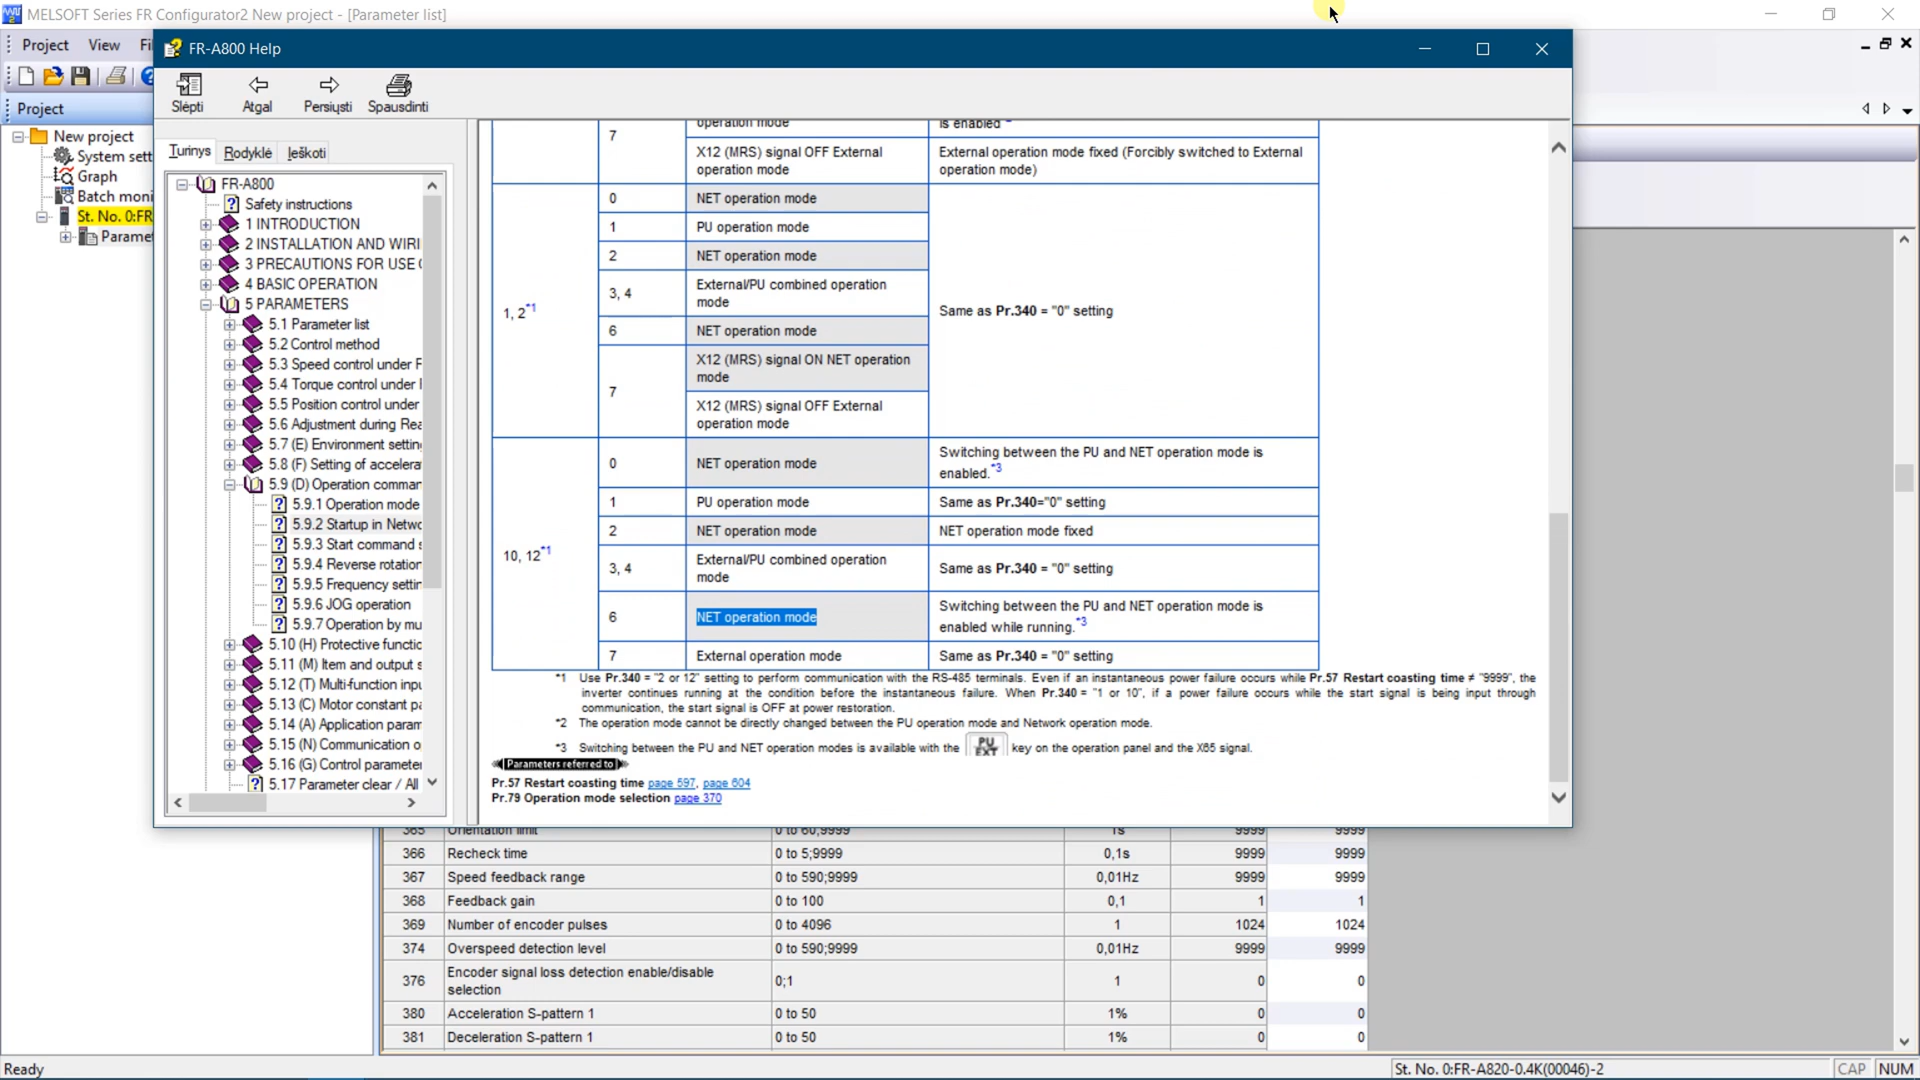 MELSOFT Series FR Configurator2 New project - [Parameter list]
Project View
FR-A800 Help
Slėpti Atgal Persiųsti Spausdinti
Project
New project
System sett
Graph
Batch moni
St. No. 0:FR
Paramet
Turinys Rodyklė Ieškoti
FR-A800
Safety instructions
1 INTRODUCTION
2 INSTALLATION AND WIRI
3 PRECAUTIONS FOR USE
4 BASIC OPERATION
5 PARAMETERS
5.1 Parameter list
5.2 Control method
5.3 Speed control under
5.4 Torque control under
5.5 Position control under
5.6 Adjustment during Rea
5.7 (E) Environment settin
5.8 (F) Setting of accelera
5.9 (D) Operation commar
5.9.1 Operation mode
5.9.2 Startup in Netwo
5.9.3 Start command s
5.9.4 Reverse rotation
5.9.5 Frequency settin
5.9.6 JOG operation
5.9.7 Operation by mu
5.10 (H) Protective functio
5.11 (M) Item and output s
5.12 (T) Multi-function inpu
5.13 (C) Motor constant pa
5.14 (A) Application param
5.15 (N) Communication o
5.16 (G) Control parameter
5.17 Parameter clear / All
7 operation mode is enabled
X12 (MRS) signal OFF External operation mode
External operation mode fixed (Forcibly switched to External operation mode)
1, 2*1
0 NET operation mode
1 PU operation mode
2 NET operation mode
3, 4 External/PU combined operation mode
Same as Pr.340 = "0" setting
6 NET operation mode
7 X12 (MRS) signal ON NET operation mode
X12 (MRS) signal OFF External operation mode
10, 12*1
0 NET operation mode Switching between the PU and NET operation mode is enabled.*3
1 PU operation mode Same as Pr.340="0" setting
2 NET operation mode NET operation mode fixed
3, 4 External/PU combined operation mode Same as Pr.340 = "0" setting
6 NET operation mode Switching between the PU and NET operation mode is enabled while running.*3
7 External operation mode Same as Pr.340 = "0" setting
*1 Use Pr.340 = "2 or 12" setting to perform communication with the RS-485 terminals. Even if an instantaneous power failure occurs while Pr.57 Restart coasting time ≠ "9999", the
inverter continues running at the condition before the instantaneous failure. When Pr.340 = "1 or 10", if a power failure occurs while the start signal is being input through
communication, the start signal is OFF at power restoration.
*2 The operation mode cannot be directly changed between the PU operation mode and Network operation mode.
*3 Switching between the PU and NET operation modes is available with the PU EXT key on the operation panel and the X65 signal.
Parameters referred to
Pr.57 Restart coasting time page 597, page 604
Pr.79 Operation mode selection page 370
365 Orientation limit 0 to 60;9999 1s 9999 9999
366 Recheck time 0 to 5;9999 0,1s 9999 9999
367 Speed feedback range 0 to 590;9999 0,01Hz 9999 9999
368 Feedback gain 0 to 100 0,1 1 1
369 Number of encoder pulses 0 to 4096 1 1024 1024
374 Overspeed detection level 0 to 590;9999 0,01Hz 9999 9999
376 Encoder signal loss detection enable/disable selection 0;1 1 0 0
380 Acceleration S-pattern 1 0 to 50 1% 0 0
381 Deceleration S-pattern 1 0 to 50 1% 0 0
Ready St. No. 0:FR-A820-0.4K(00046)-2 CAP NUM